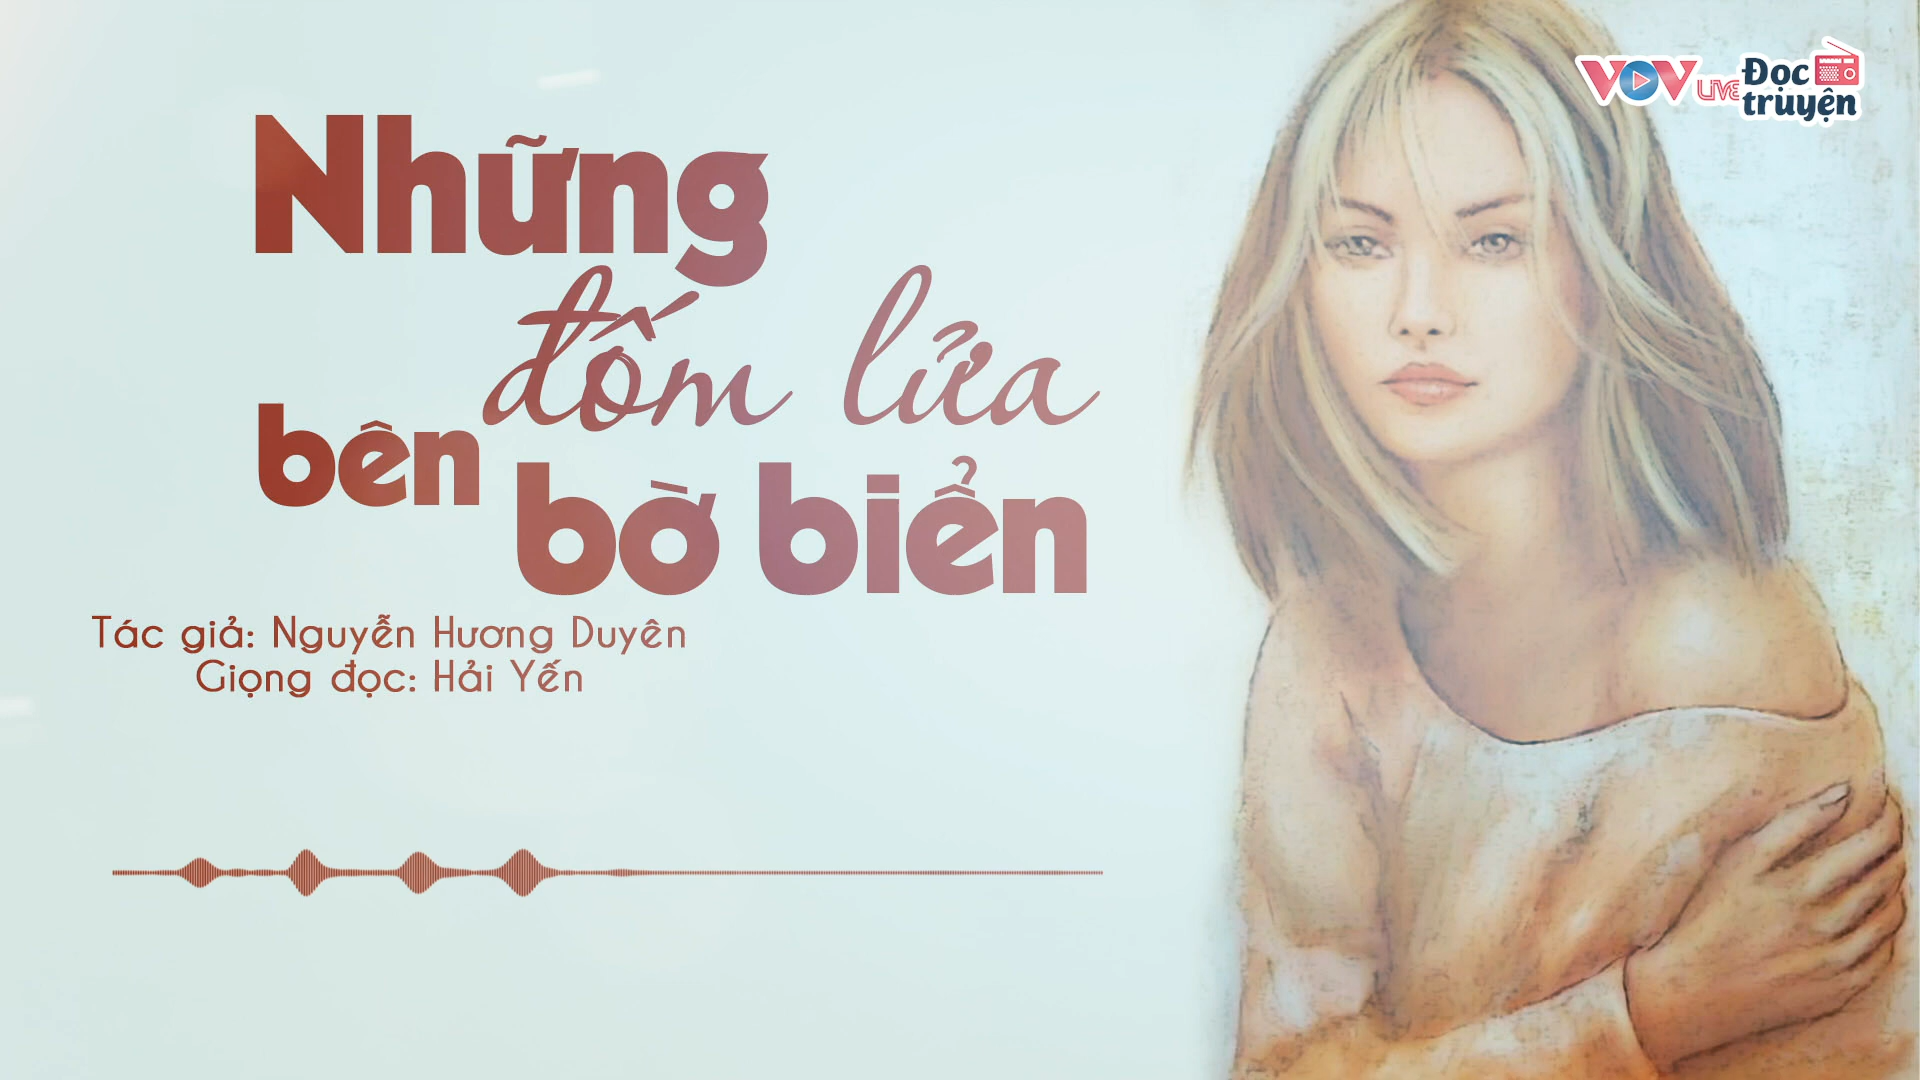 VOV LIVE Đọc
truyện
Những
đốm lửa
bên
bờ biển
Tác giả: Nguyễn Hương Duyên
Giọng đọc: Hải Yến